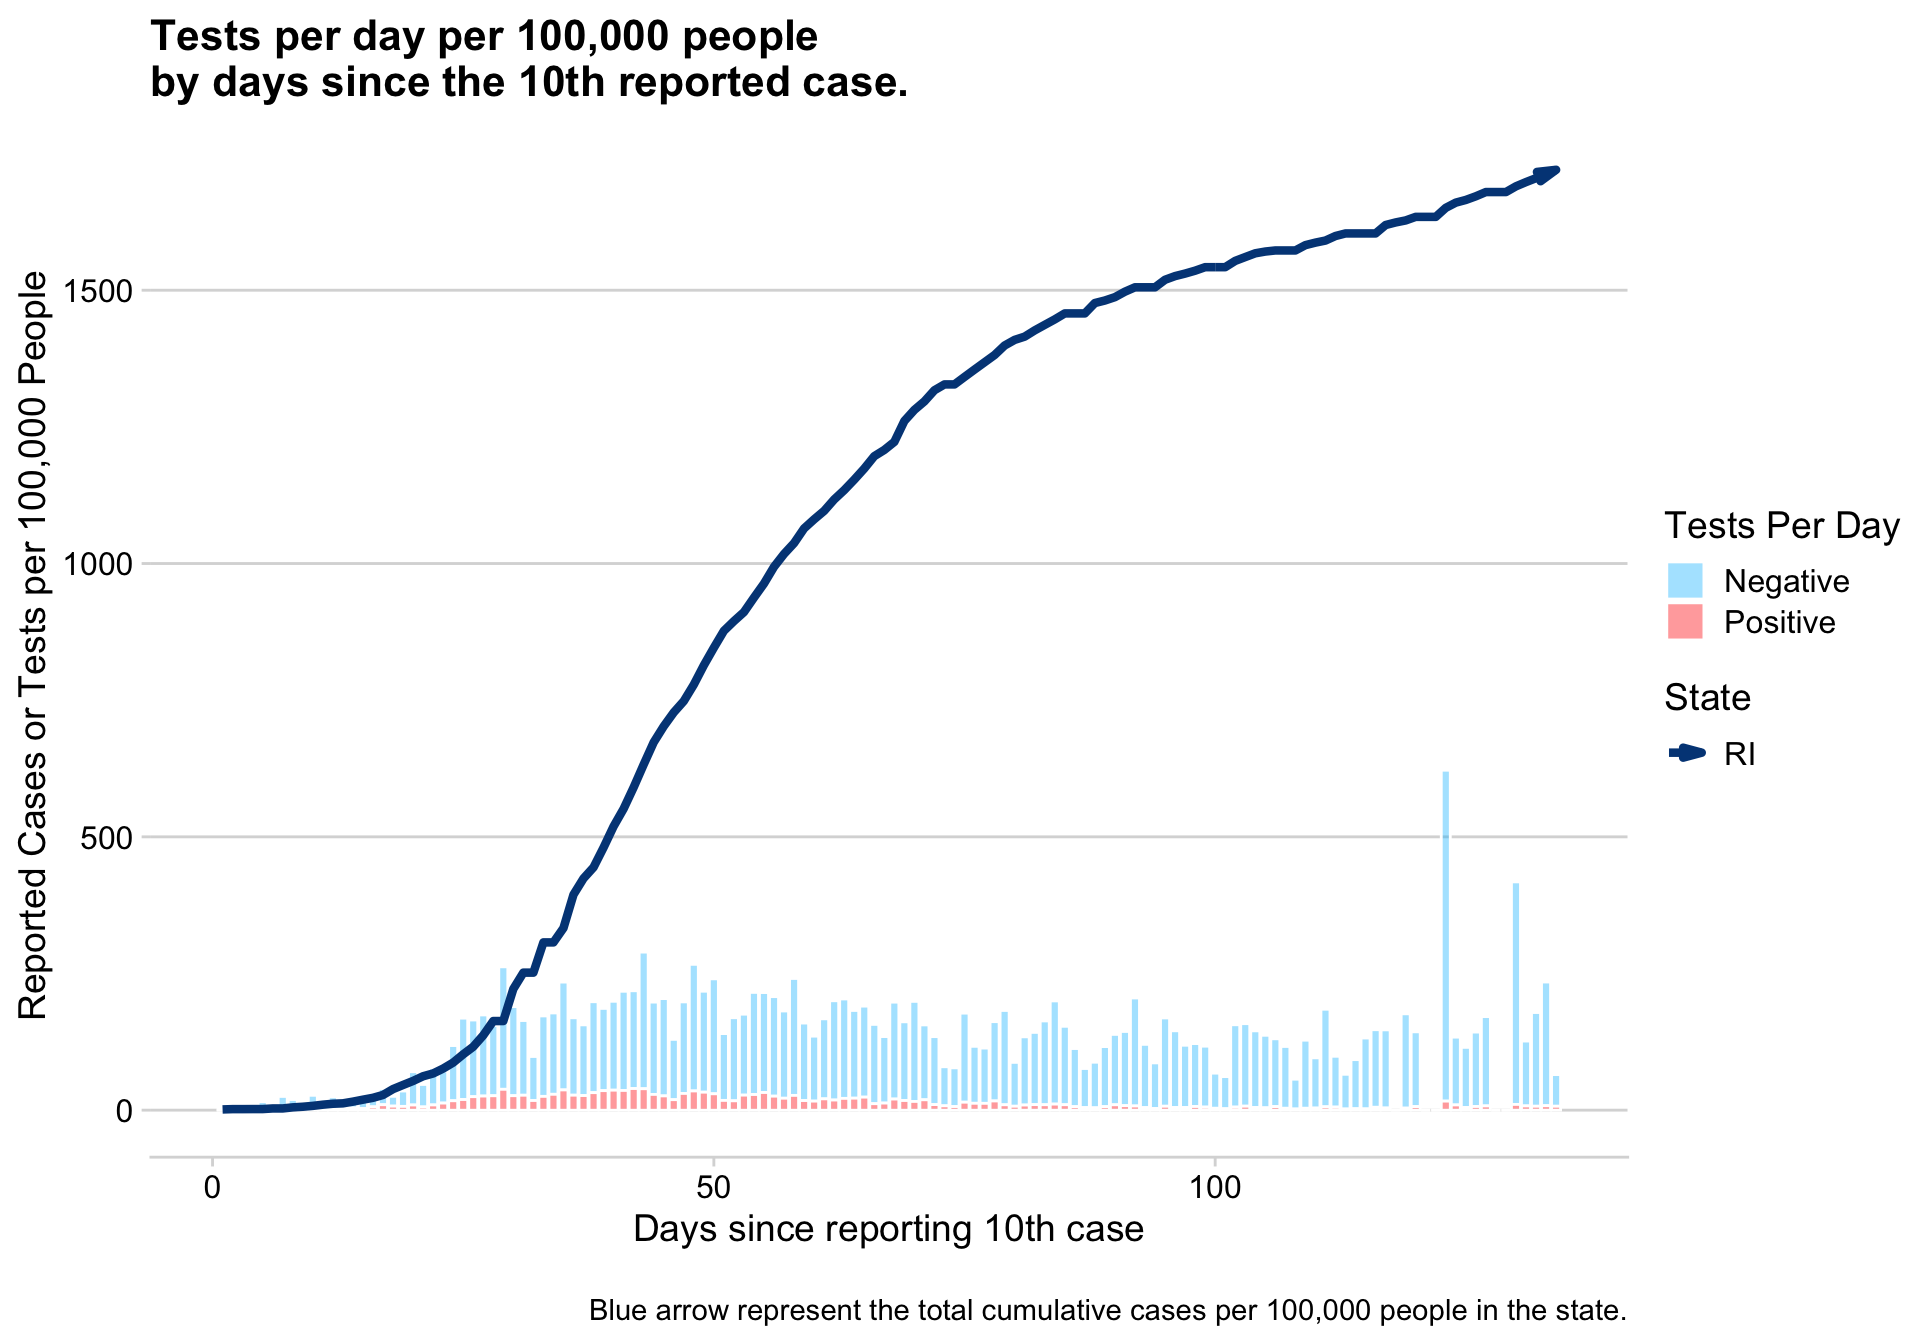 Tests per day per 100,000 people
by days since the 10th reported case.
Reported Cases or Tests per 100,000 People
1500
1000
500
0
0
50
100
Days since reporting 10th case
Tests Per Day
Negative
Positive
State
RI
Blue arrow represent the total cumulative cases per 100,000 people in the state.